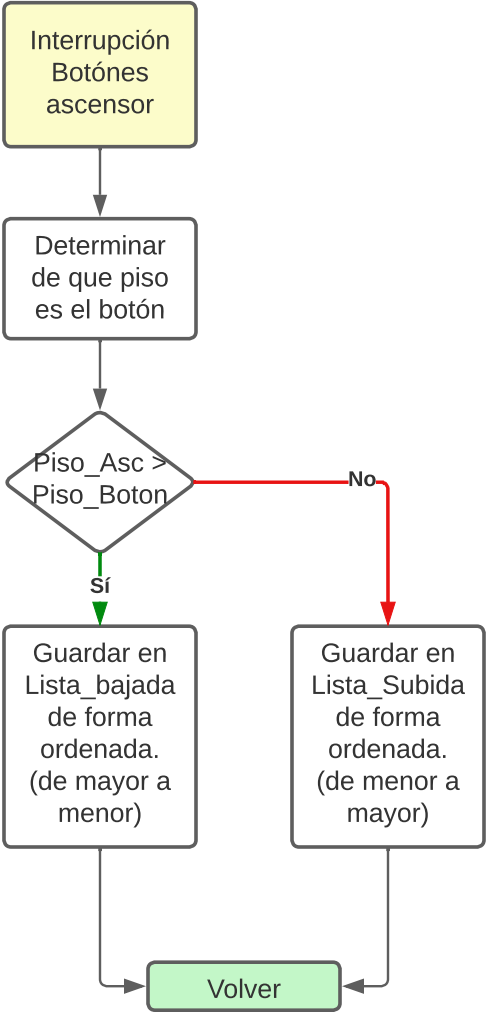 Interrupción
Botónes
ascensor
Determinar
de que piso
es el botón
Piso_Asc >
Piso_Boton
No
Sí
Guardar en
Lista_bajada
de forma
ordenada.
(de mayor a
menor)
Guardar en
Lista_Subida
de forma
ordenada.
(de menor a
mayor)
Volver